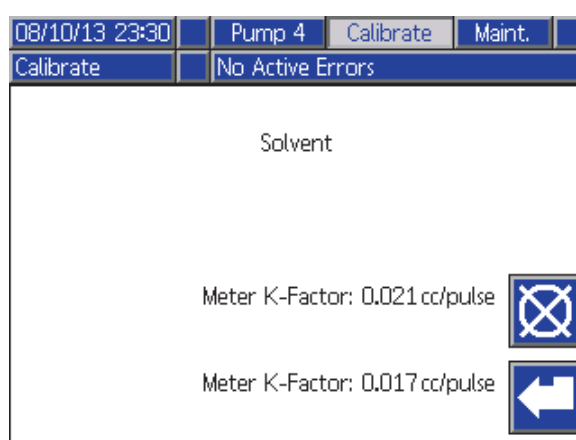 08/10/13 23:30 Pump 4 Calibrate Maint.
Calibrate No Active Errors
Solvent
Meter K-Factor: 0.021 cc/pulse
Meter K-Factor: 0.017 cc/pulse